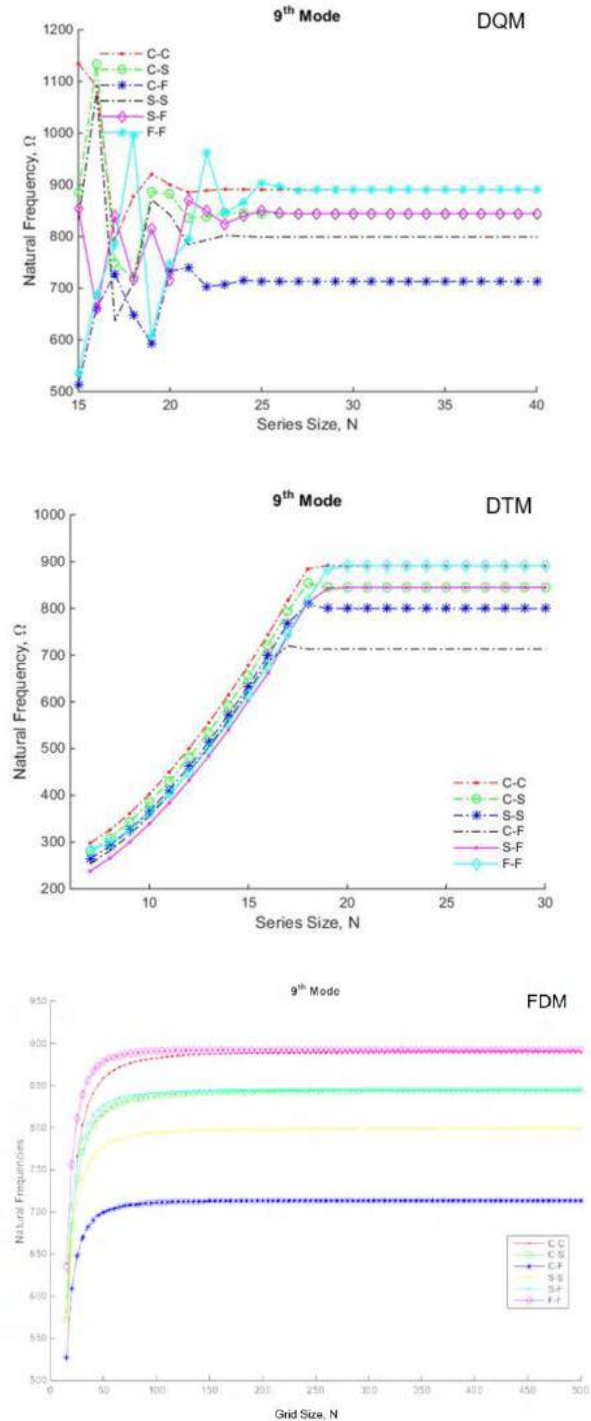 9th Mode
DQM
1200
1100
1000
900
800
700
600
500
C-C
C-S
C-F
S-S
S-F
F-F
Natural Frequency, Ω
15
20
25
30
35
40
Series Size, N
9th Mode
DTM
1000
900
800
700
600
500
400
300
200
Natural Frequency, Ω
C-C
C-S
S-S
C-F
S-F
F-F
10
15
20
25
30
Series Size, N
9th Mode
FDM
950
900
850
800
750
700
650
600
550
500
Natural Frequencies
C-C
C-S
C-F
S-S
S-F
F-F
0
50
100
150
200
250
300
350
400
450
500
Grid Size, N